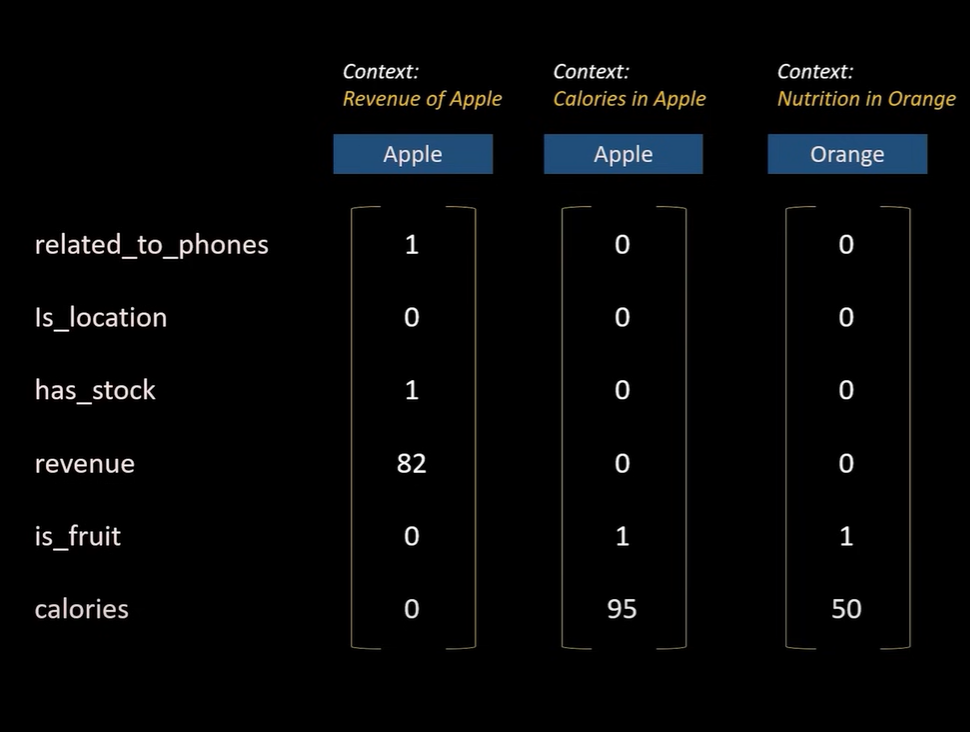 Context: Context: Context:
Revenue of Apple Calories in Apple Nutrition in Orange
Apple Apple Orange
related_to_phones 1 0 0
Is_location 0 0 0
has_stock 1 0 0
revenue 82 0 0
is_fruit 0 1 1
calories 0 95 50